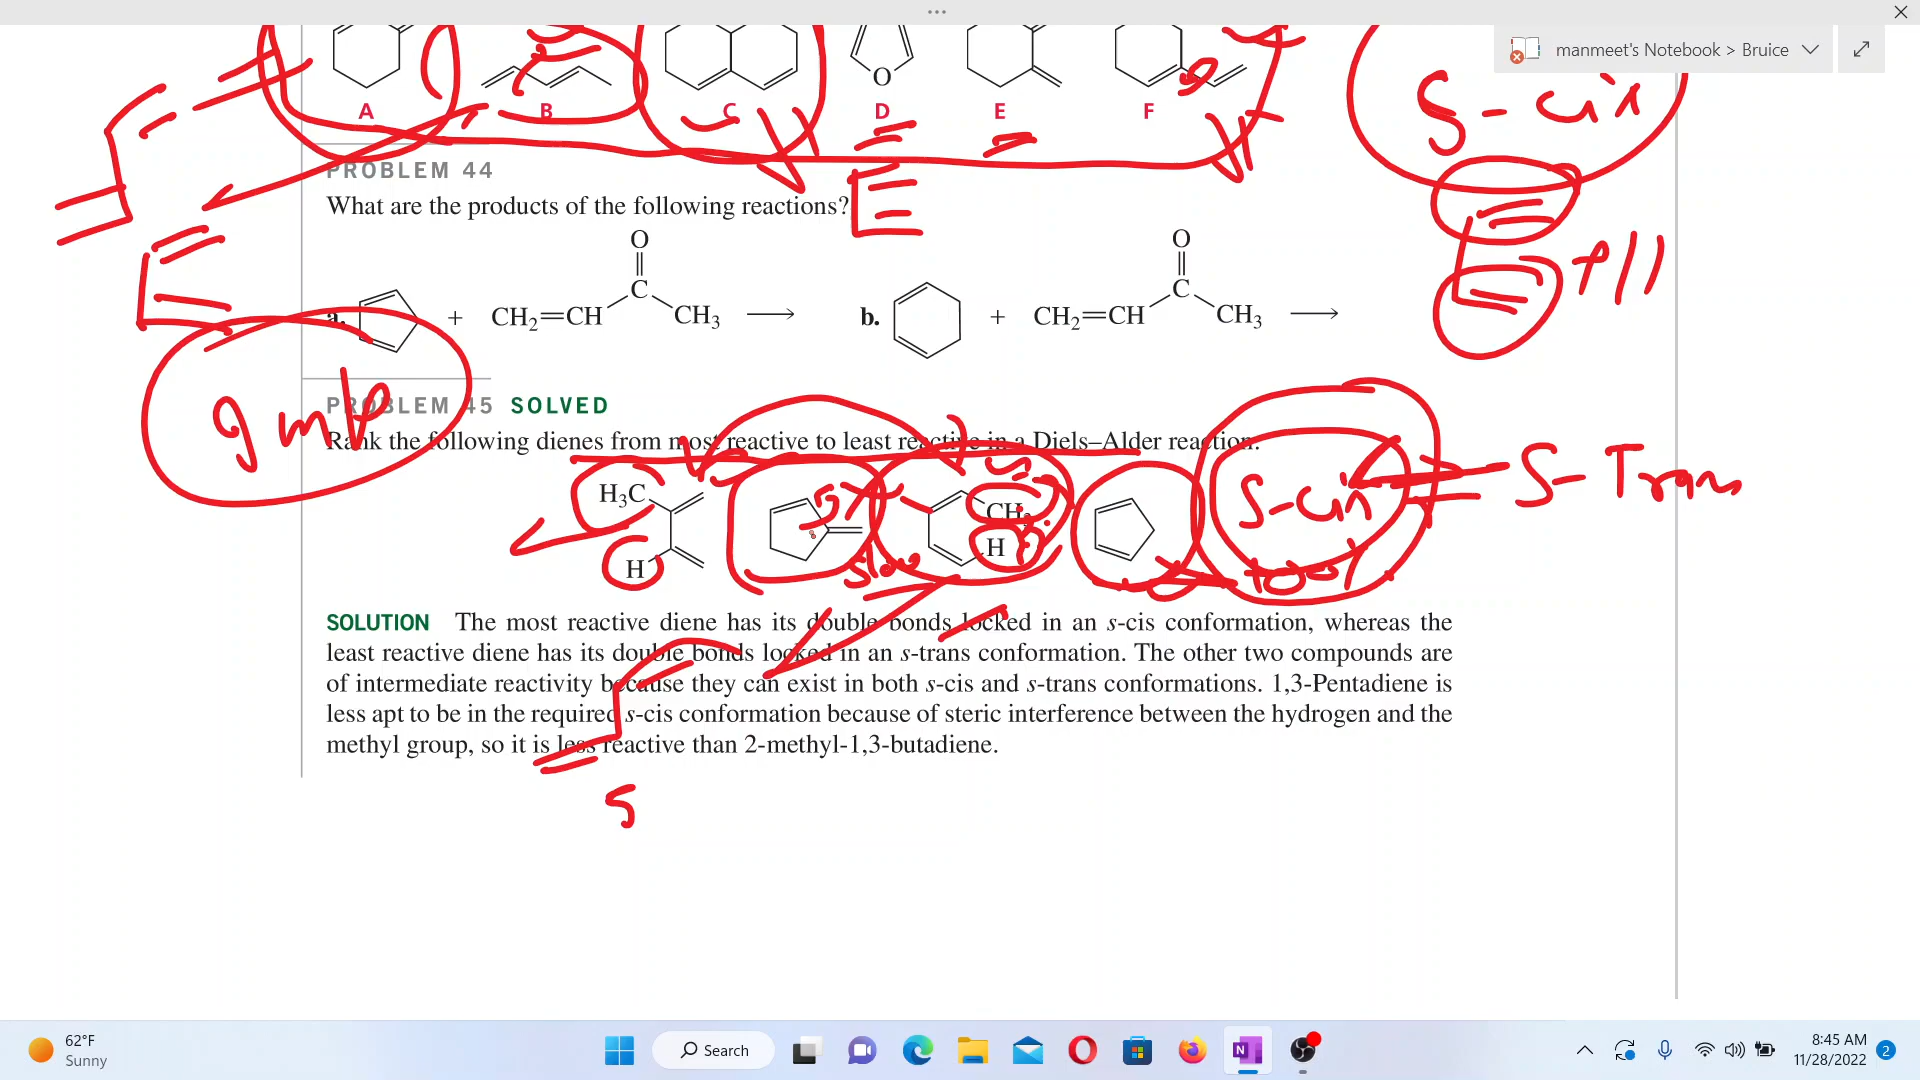 manmeet's Notebook > Bruice
O
A B C D E F
S - cix
PROBLEM 44
What are the products of the following reactions?
a. + CH2=CH C O CH3 ⟶ b. + CH2=CH C O CH3 ⟶
gmp
PROBLEM 45 SOLVED
Rank the following dienes from most reactive to least reactive in a Diels–Alder reaction:
H3C CH3
H H
S-cis S-Trans
slow
100%
SOLUTION The most reactive diene has its double bonds locked in an s-cis conformation, whereas the
least reactive diene has its double bonds locked in an s-trans conformation. The other two compounds are
of intermediate reactivity because they can exist in both s-cis and s-trans conformations. 1,3-Pentadiene is
less apt to be in the required s-cis conformation because of steric interference between the hydrogen and the
methyl group, so it is less reactive than 2-methyl-1,3-butadiene.
S
62°F
Sunny
Search
8:45 AM
11/28/2022
2